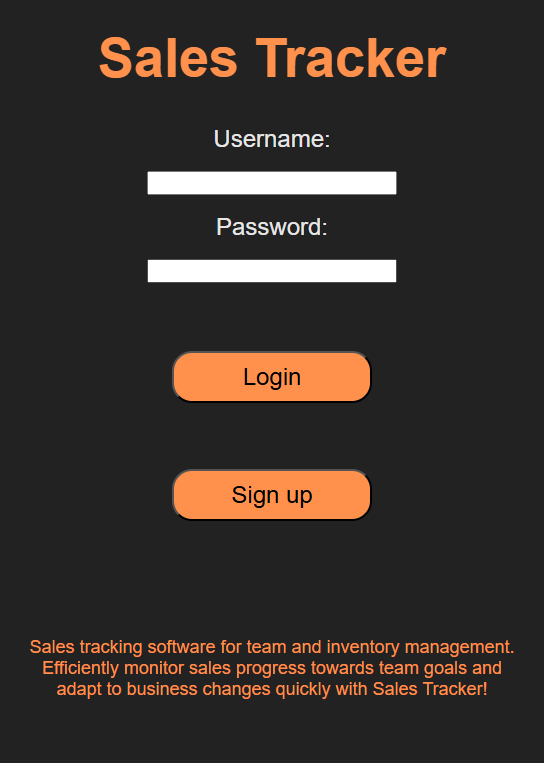 Sales Tracker
Username:
Password:
Login
Sign up
Sales tracking software for team and inventory management.
Efficiently monitor sales progress towards team goals and
adapt to business changes quickly with Sales Tracker!